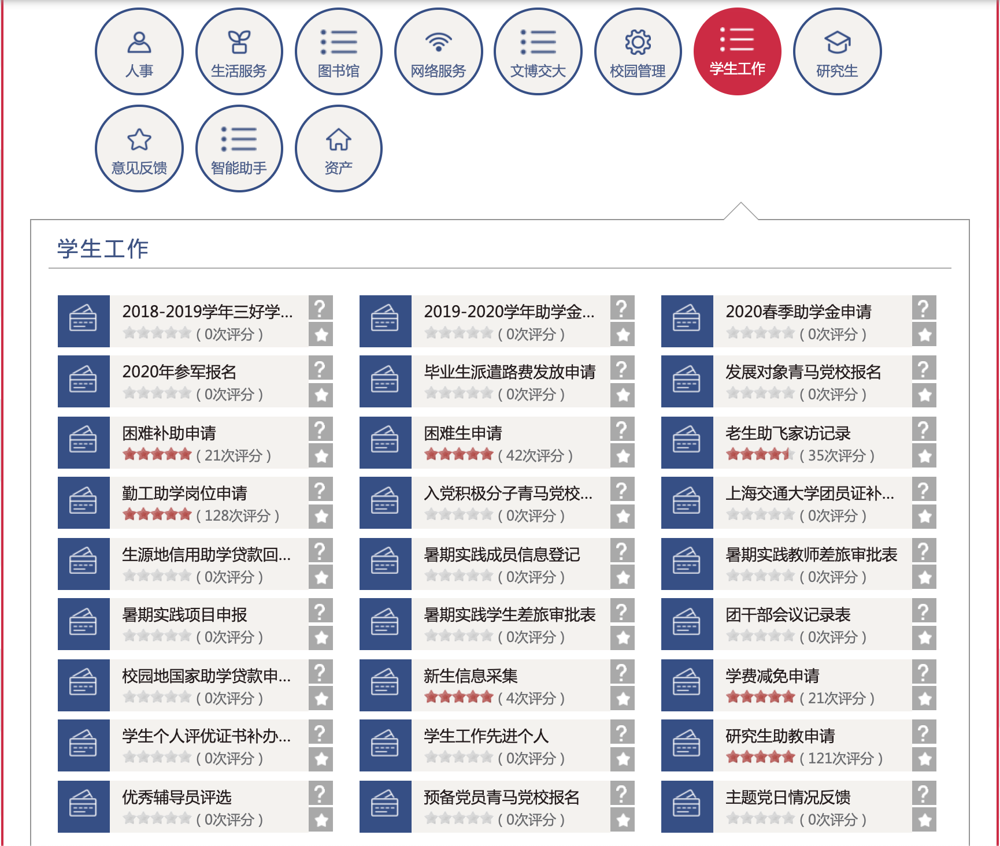 人事
生活服务
图书馆
网络服务
文博交大
校园管理
学生工作
研究生
意见反馈
智能助手
资产
学生工作
2018-2019学年三好学...
(0次评分)
2019-2020学年助学金...
(0次评分)
2020春季助学金申请
(0次评分)
2020年参军报名
(0次评分)
毕业生派遣路费发放申请
(0次评分)
发展对象青马党校报名
(0次评分)
困难补助申请
(21次评分)
困难生申请
(42次评分)
老生助飞家访记录
(35次评分)
勤工助学岗位申请
(128次评分)
入党积极分子青马党校...
(0次评分)
上海交通大学团员证补...
(0次评分)
生源地信用助学贷款回...
(0次评分)
暑期实践成员信息登记
(0次评分)
暑期实践教师差旅审批表
(0次评分)
暑期实践项目申报
(0次评分)
暑期实践学生差旅审批表
(0次评分)
团干部会议记录表
(0次评分)
校园地国家助学贷款申...
(0次评分)
新生信息采集
(4次评分)
学费减免申请
(21次评分)
学生个人评优证书补办...
(0次评分)
学生工作先进个人
(0次评分)
研究生助教申请
(121次评分)
优秀辅导员评选
(0次评分)
预备党员青马党校报名
(0次评分)
主题党日情况反馈
(0次评分)